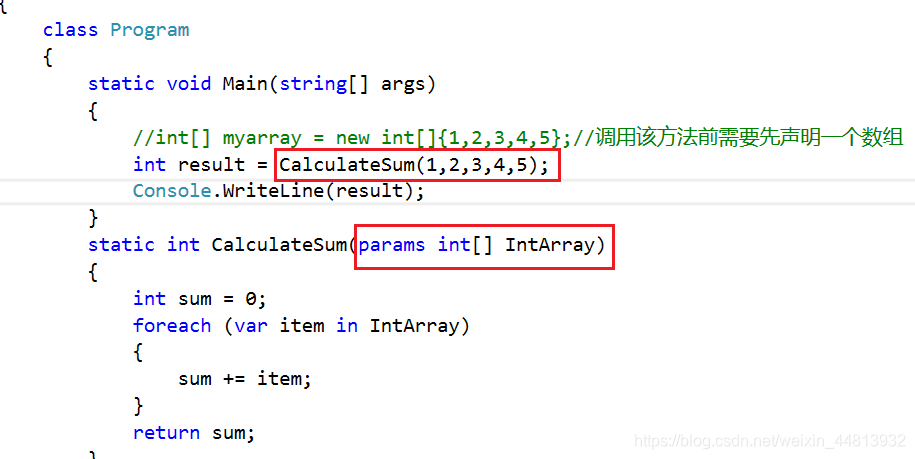 {
class Program
{
static void Main(string[] args)
{
//int[] myarray = new int[]{1,2,3,4,5};//调用该方法前需要先声明一个数组
int result = CalculateSum(1,2,3,4,5);
Console.WriteLine(result);
}
static int CalculateSum(params int[] IntArray)
{
int sum = 0;
foreach (var item in IntArray)
{
sum += item;
}
return sum;
}
https://blog.csdn.net/weixin_44813932